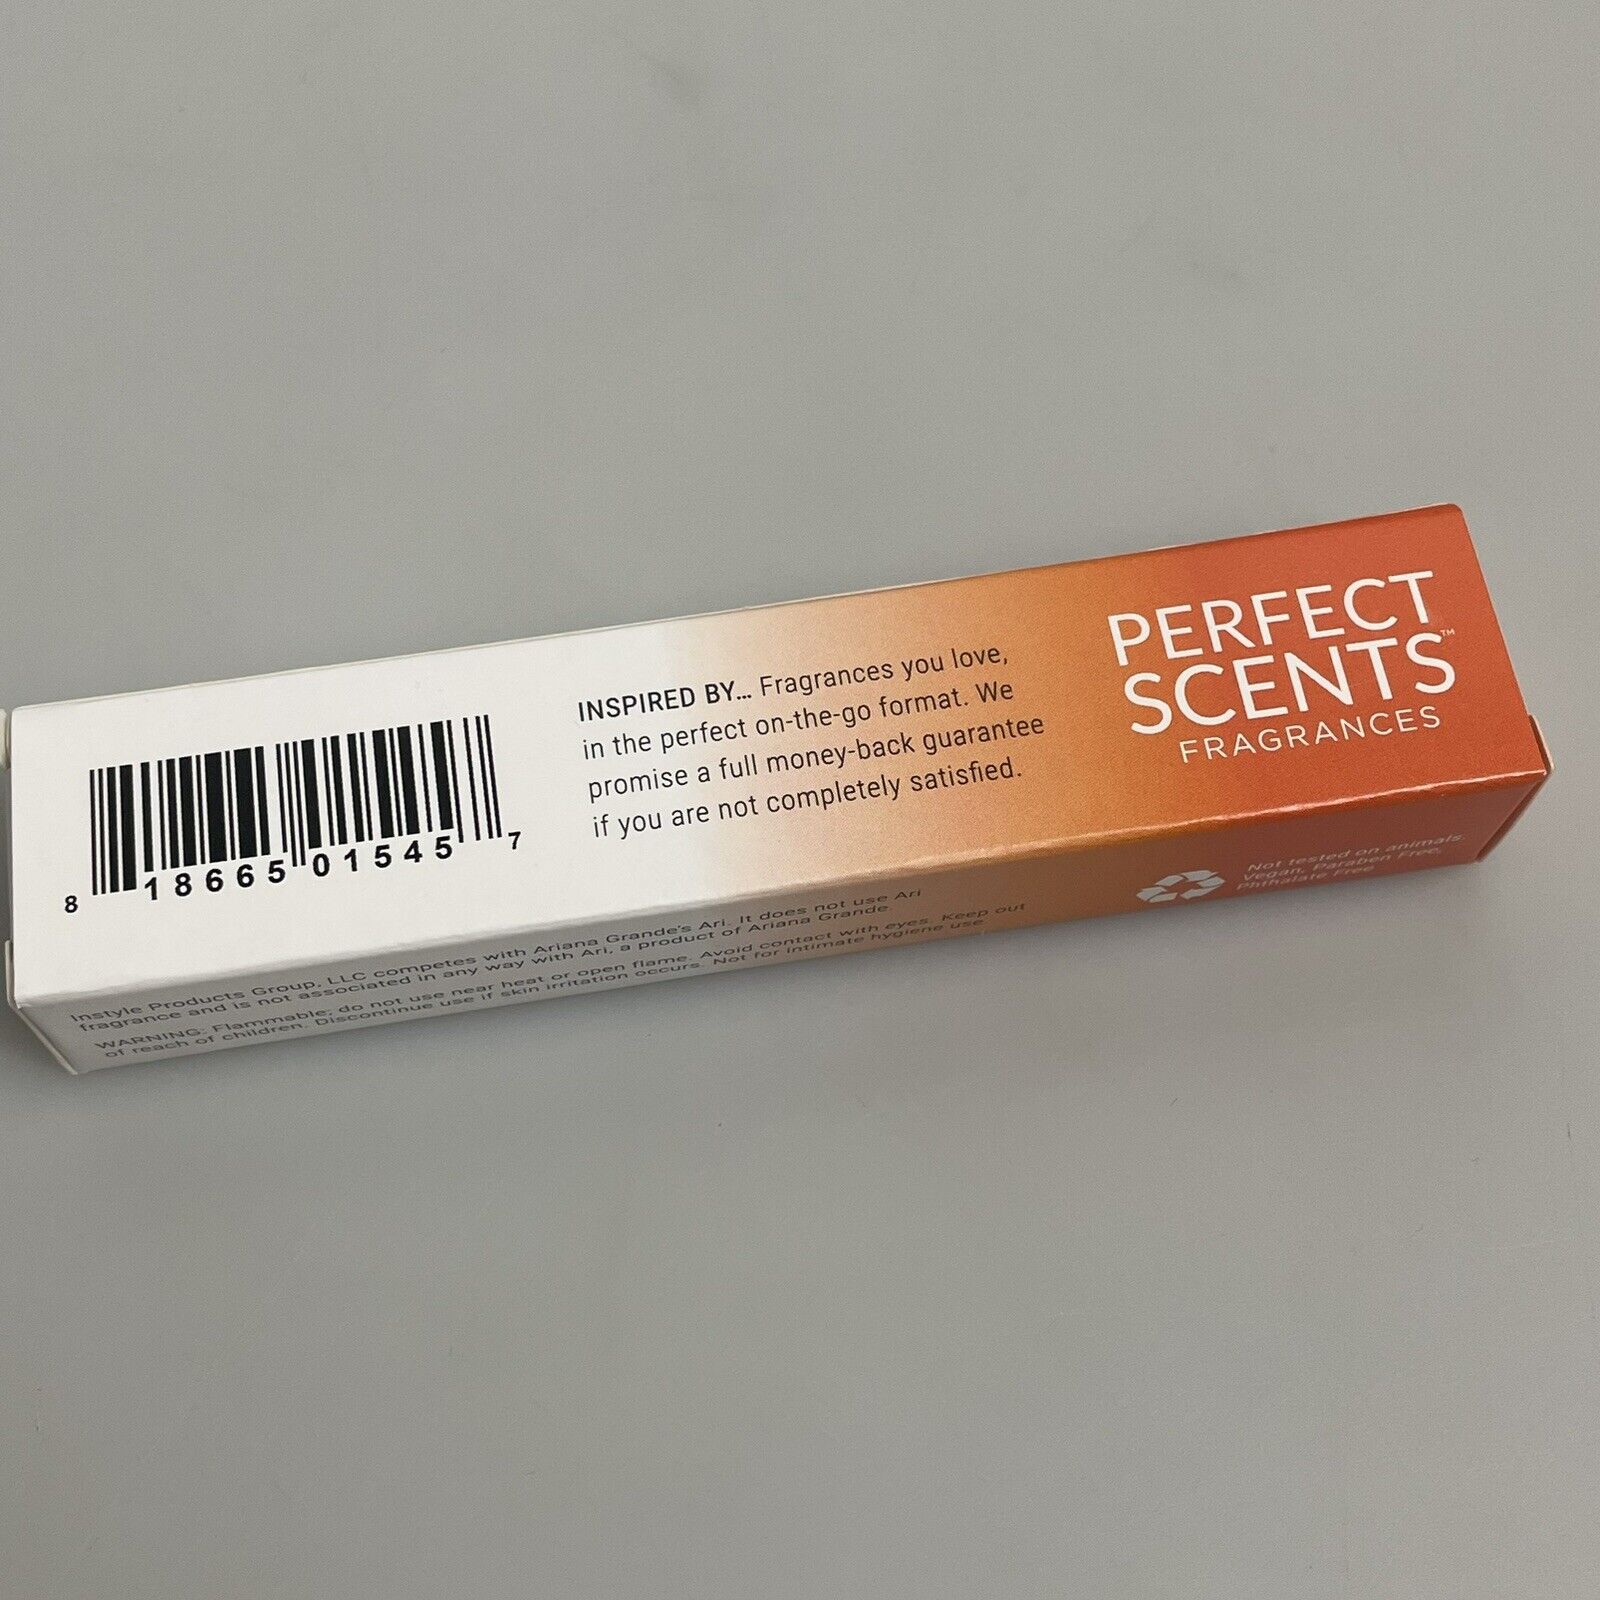 8 18665 01545 7
INSPIRED BY... Fragrances you love,
in the perfect on-the-go format. We
promise a full money-back guarantee
if you are not completely satisfied.
PERFECT
SCENTS™
FRAGRANCES
Instyle Products Group, LLC competes with Ariana Grande's Ari. It does not use Ari
fragrance and is not associated in any way with Ari, a product of Ariana Grande.
WARNING: Flammable; do not use near heat or open flame. Avoid contact with eyes. Keep out
of reach of children. Discontinue use if skin irritation occurs. Not for intimate hygiene use.
Not tested on animals.
Vegan. Paraben Free.
Phthalate Free